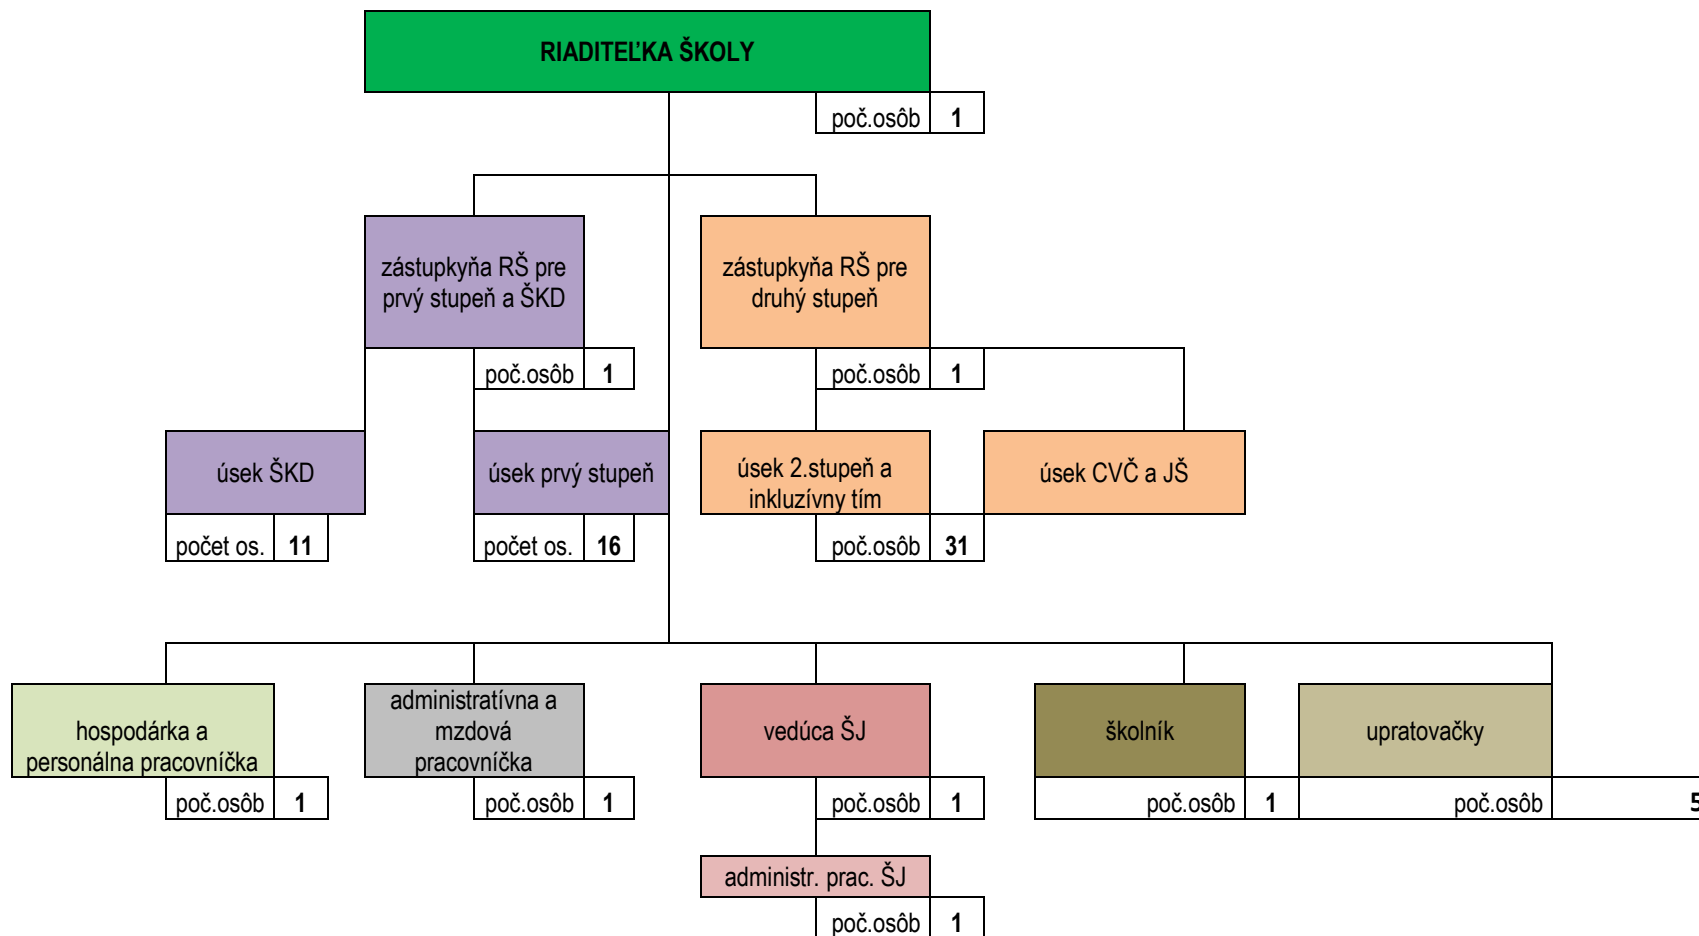 RIADITEĽKA ŠKOLY
poč.osôb 1
zástupkyňa RŠ pre
prvý stupeň a ŠKD
poč.osôb 1
zástupkyňa RŠ pre
druhý stupeň
poč.osôb 1
úsek ŠKD
počet os. 11
úsek prvý stupeň
počet os. 16
úsek 2.stupeň a
inkluzívny tím
poč.osôb 31
úsek CVČ a JŠ
hospodárka a
personálna pracovníčka
poč.osôb 1
administratívna a
mzdová
pracovníčka
poč.osôb 1
vedúca ŠJ
poč.osôb 1
školník
poč.osôb 1
upratovačky
poč.osôb 5
administr. prac. ŠJ
poč.osôb 1